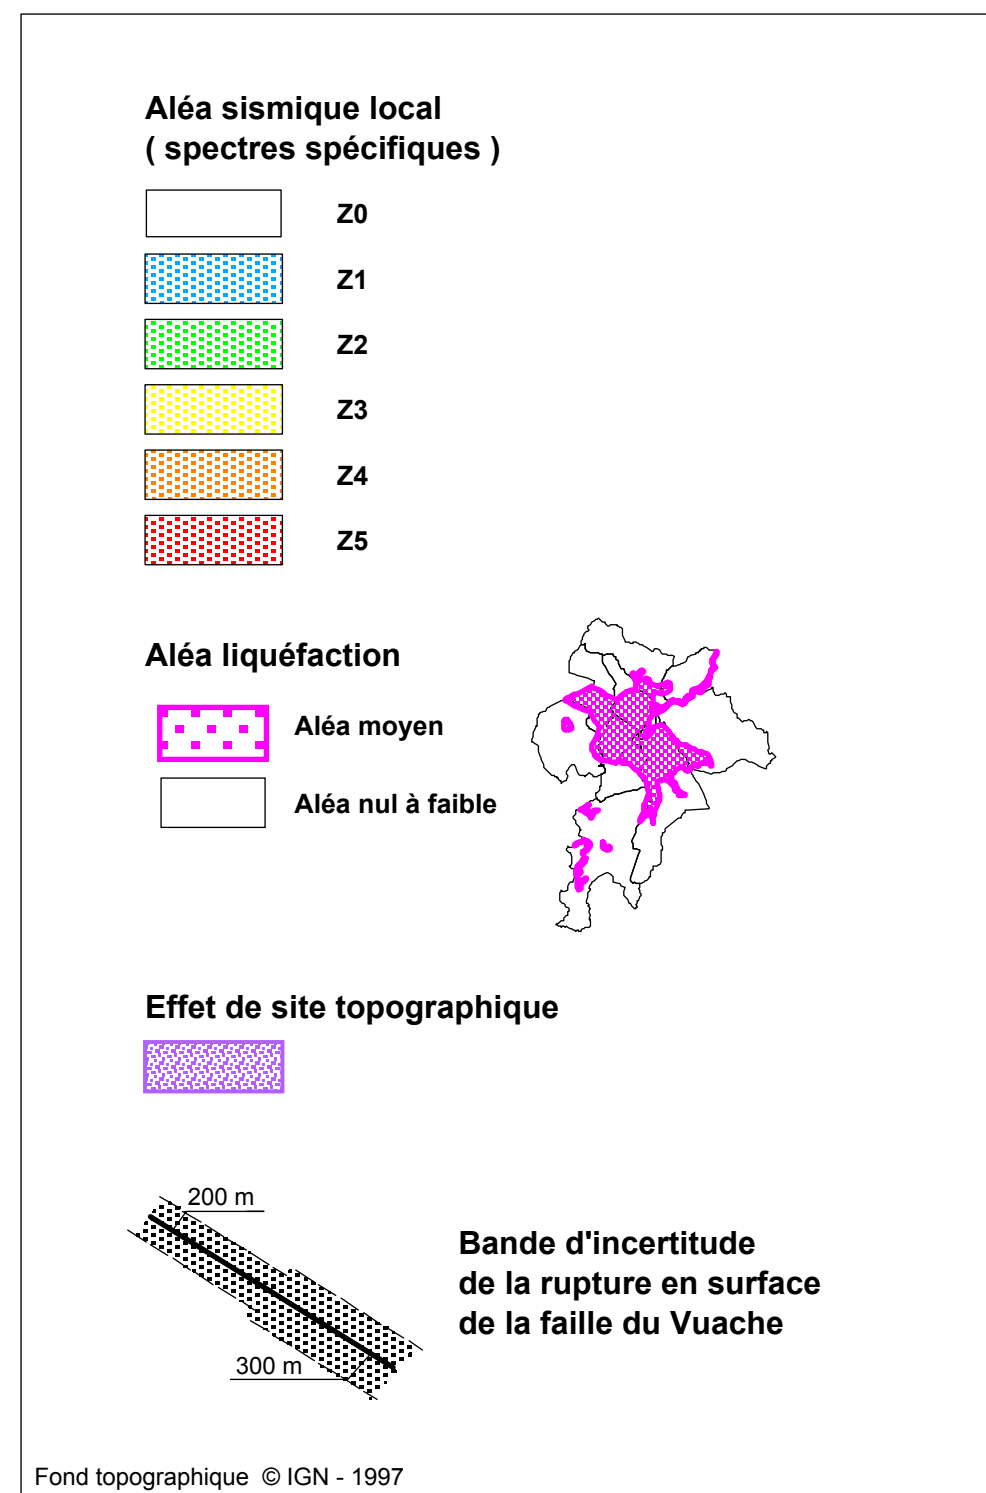 Aléa sismique local
( spectres spécifiques )
Z0
Z1
Z2
Z3
Z4
Z5
Aléa liquéfaction
Aléa moyen
Aléa nul à faible
Effet de site topographique
200 m
300 m
Bande d'incertitude
de la rupture en surface
de la faille du Vuache
Fond topographique © IGN - 1997